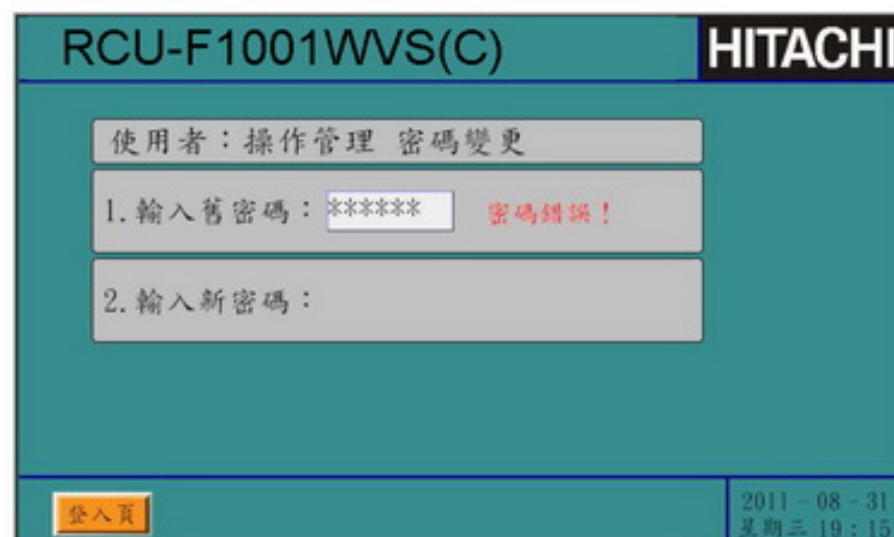 RCU-F1001WVS(C)
HITACHI
使用者：操作管理 密碼變更
1.輸入舊密碼：****** 密碼錯誤！
2.輸入新密碼：
登入頁
2011-08-31
星期三 19：15